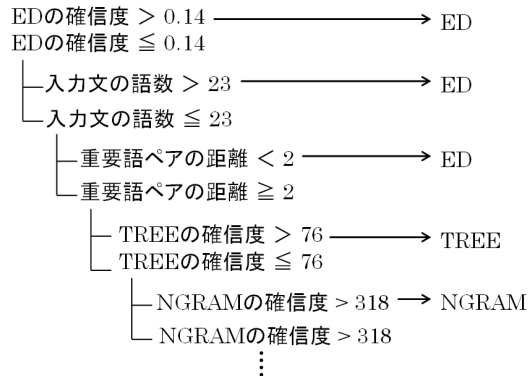 EDの確信度 > 0.14 → ED
EDの確信度 ≦ 0.14
入力文の語数 > 23 → ED
入力文の語数 ≦ 23
重要語ペアの距離 < 2 → ED
重要語ペアの距離 ≧ 2
TREEの確信度 > 76 → TREE
TREEの確信度 ≦ 76
NGRAMの確信度 > 318 → NGRAM
NGRAMの確信度 > 318
⋮